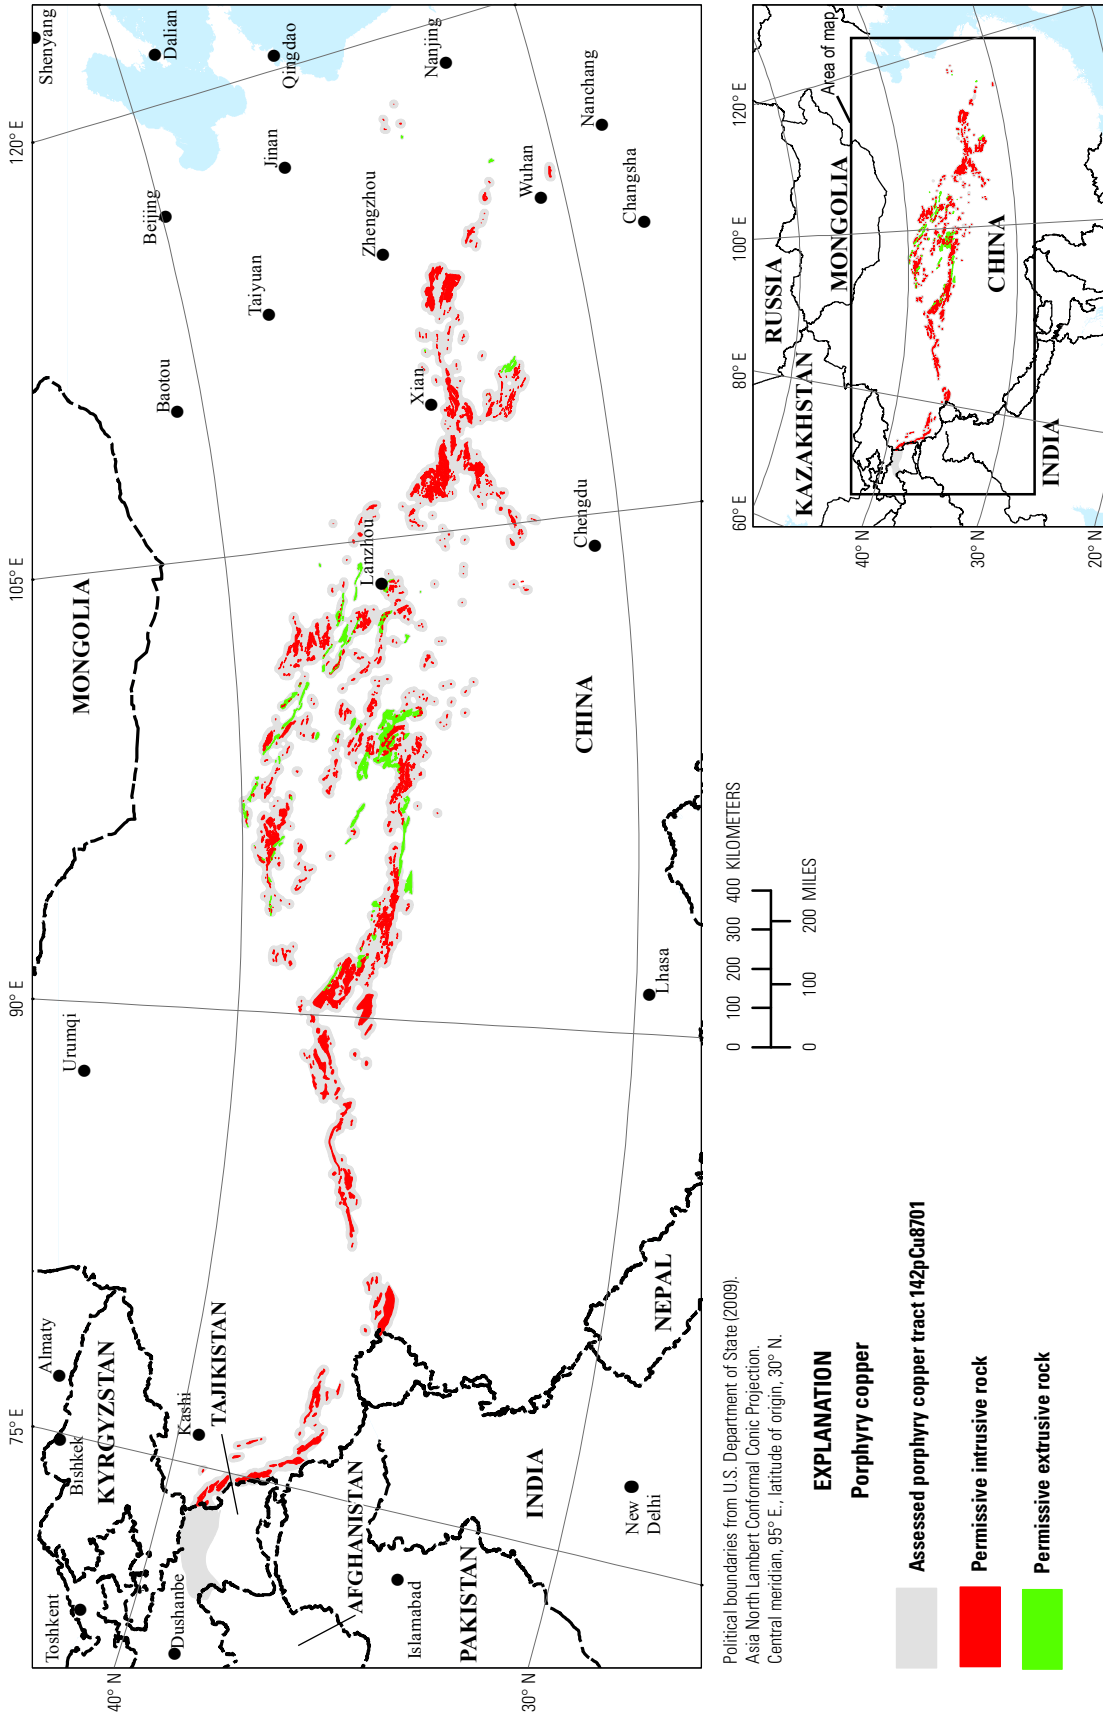 75° E
90° E
105° E
120° E
40° N
30° N
Toshkent
Bishkek
Almaty
KYRGYZSTAN
Dushanbe
Kashi
TAJIKISTAN
AFGHANISTAN
Islamabad
PAKISTAN
INDIA
New
Delhi
NEPAL
Urumqi
Lhasa
MONGOLIA
CHINA
Lanzhou
Chengdu
Baotou
Xian
Taiyuan
Zhengzhou
Beijing
Jinan
Wuhan
Changsha
Nanchang
Shenyang
Dalian
Qingdao
Nanjing
Political boundaries from U.S. Department of State (2009).
Asia North Lambert Conformal Conic Projection.
Central meridian, 95° E., latitude of origin, 30° N.
0 100 200 300 400 KILOMETERS
0 100 200 MILES
EXPLANATION
Porphyry copper
Assessed porphyry copper tract 142pCu8701
Permissive intrusive rock
Permissive extrusive rock
60° E
80° E
100° E
120° E
40° N
30° N
20° N
RUSSIA
KAZAKHSTAN
MONGOLIA
Area of map
CHINA
INDIA